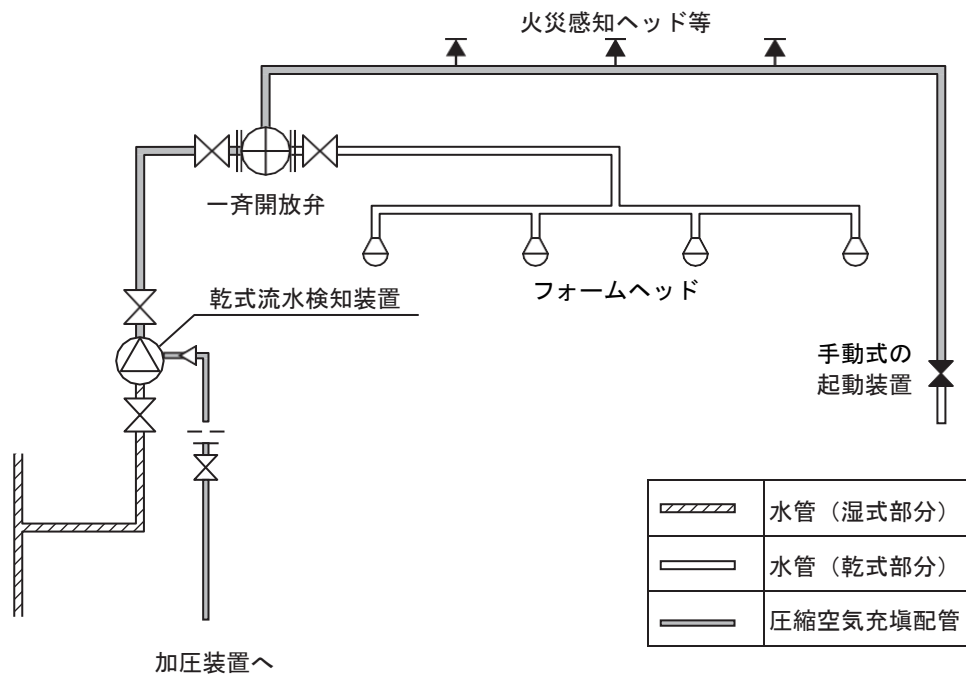 火災感知ヘッド等
一斉開放弁
乾式流水検知装置
フォームヘッド
手動式の
起動装置
加圧装置へ
水管（湿式部分）
水管（乾式部分）
圧縮空気充塡配管